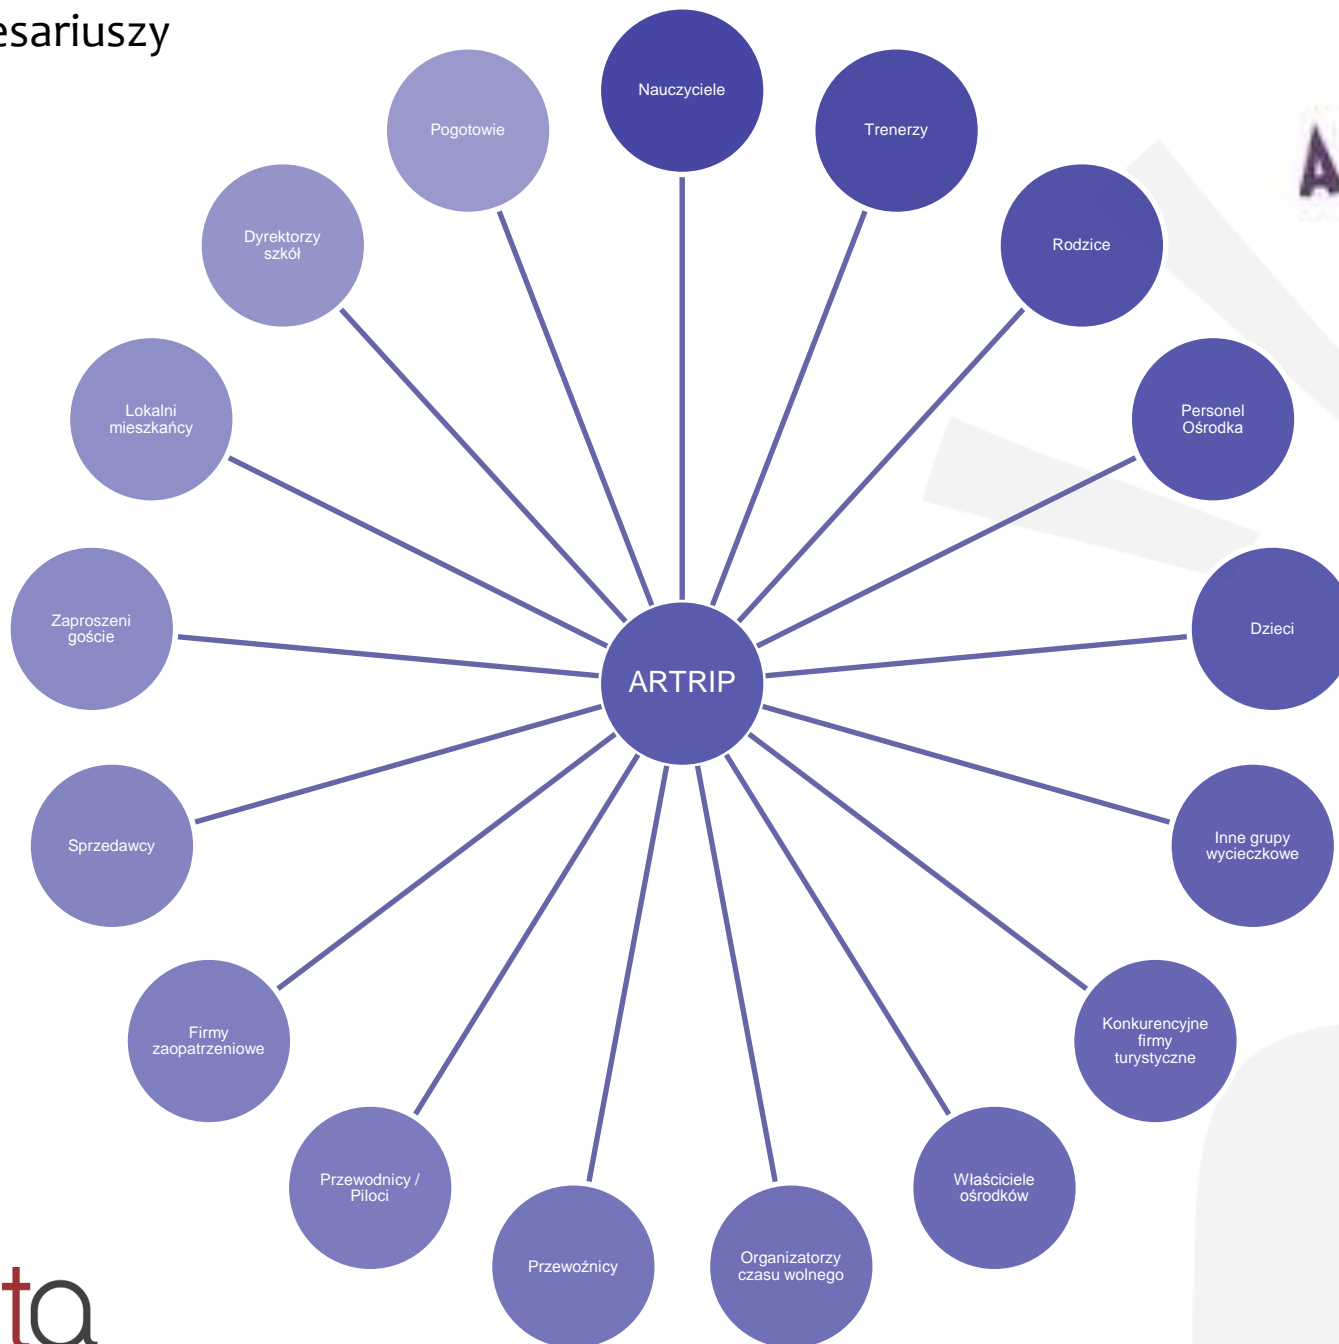 esariuszy
Nauczyciele
Pogotowie
Trenerzy
A
Dyrektorzy
szkół
Rodzice
Lokalni
mieszkańcy
Personel
Ośrodka
Zaproszeni
goście
Dzieci
ARTRIP
Sprzedawcy
Inne grupy
wycieczkowe
Firmy
zaopatrzeniowe
Konkurencyjne
firmy
turystyczne
Przewodnicy /
Piloci
Właściciele
ośrodków
Przewoźnicy
Organizatorzy
czasu wolnego
ta